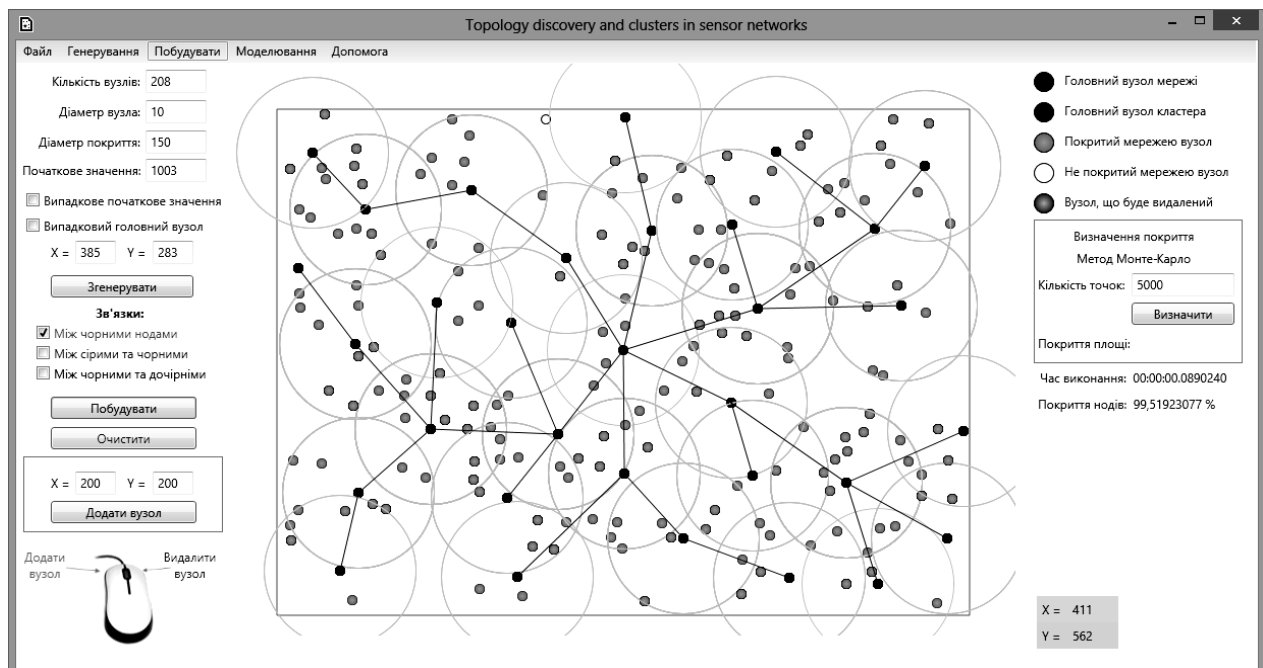 Topology discovery and clusters in sensor networks
Файл Генерування Побудувати Моделювання Допомога
Кількість вузлів: 208
Діаметр вузла: 10
Діаметр покриття: 150
Початкове значення: 1003
Випадкове початкове значення
Випадковий головний вузол
X = 385 Y = 283
Згенерувати
Зв'язки:
Між чорними нодами
Між сірими та чорними
Між чорними та дочірніми
Побудувати
Очистити
X = 200 Y = 200
Додати вузол
Додати вузол
Видалити вузол
Головний вузол мережі
Головний вузол кластера
Покритий мережею вузол
Не покритий мережею вузол
Вузол, що буде видалений
Визначення покриття
Метод Монте-Карло
Кількість точок: 5000
Визначити
Покриття площі:
Час виконання: 00:00:00.0890240
Покриття нодів: 99,51923077 %
X = 411
Y = 562